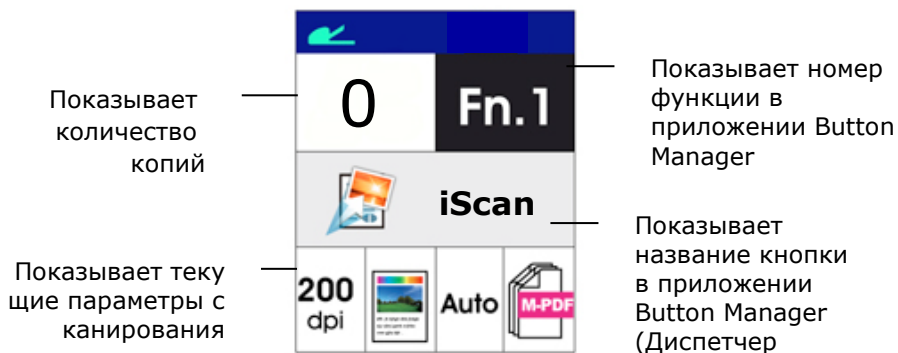 Показывает
количество
копий
0
Fn.1
Показывает номер
функции в
приложении Button
Manager
iScan
Показывает
название кнопки
в приложении
Button Manager
(Диспетчер
Показывает теку
щие параметры с
канирования
200
dpi
Auto
M-PDF